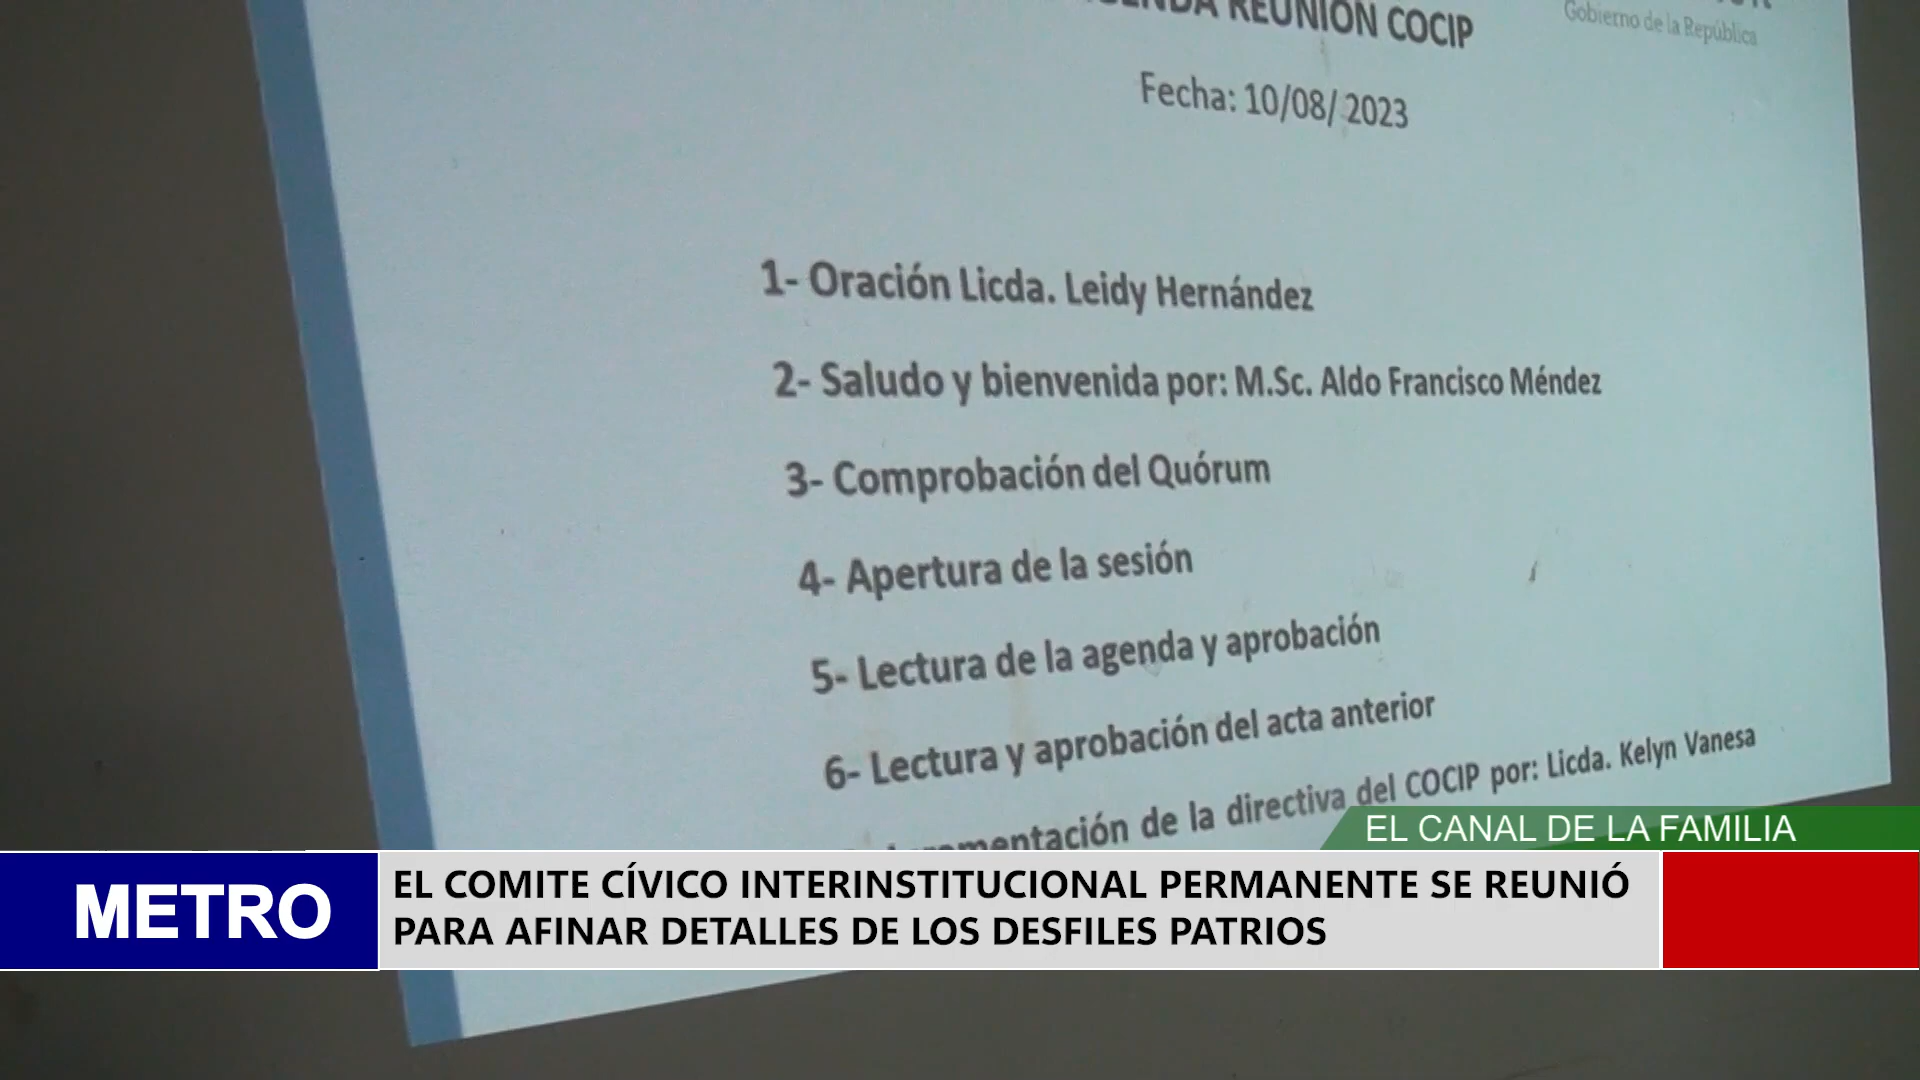 REUNIÓN COCIP
Gobierno de la República
Fecha: 10/08/ 2023
1- Oración Licda. Leidy Hernández
2- Saludo y bienvenida por: M.Sc. Aldo Francisco Méndez
3- Comprobación del Quórum
4- Apertura de la sesión
5- Lectura de la agenda y aprobación
6- Lectura y aprobación del acta anterior
de la directiva del COCIP por: Licda. Kelyn Vanesa
EL CANAL DE LA FAMILIA
METRO
EL COMITE CÍVICO INTERINSTITUCIONAL PERMANENTE SE REUNIÓ
PARA AFINAR DETALLES DE LOS DESFILES PATRIOS